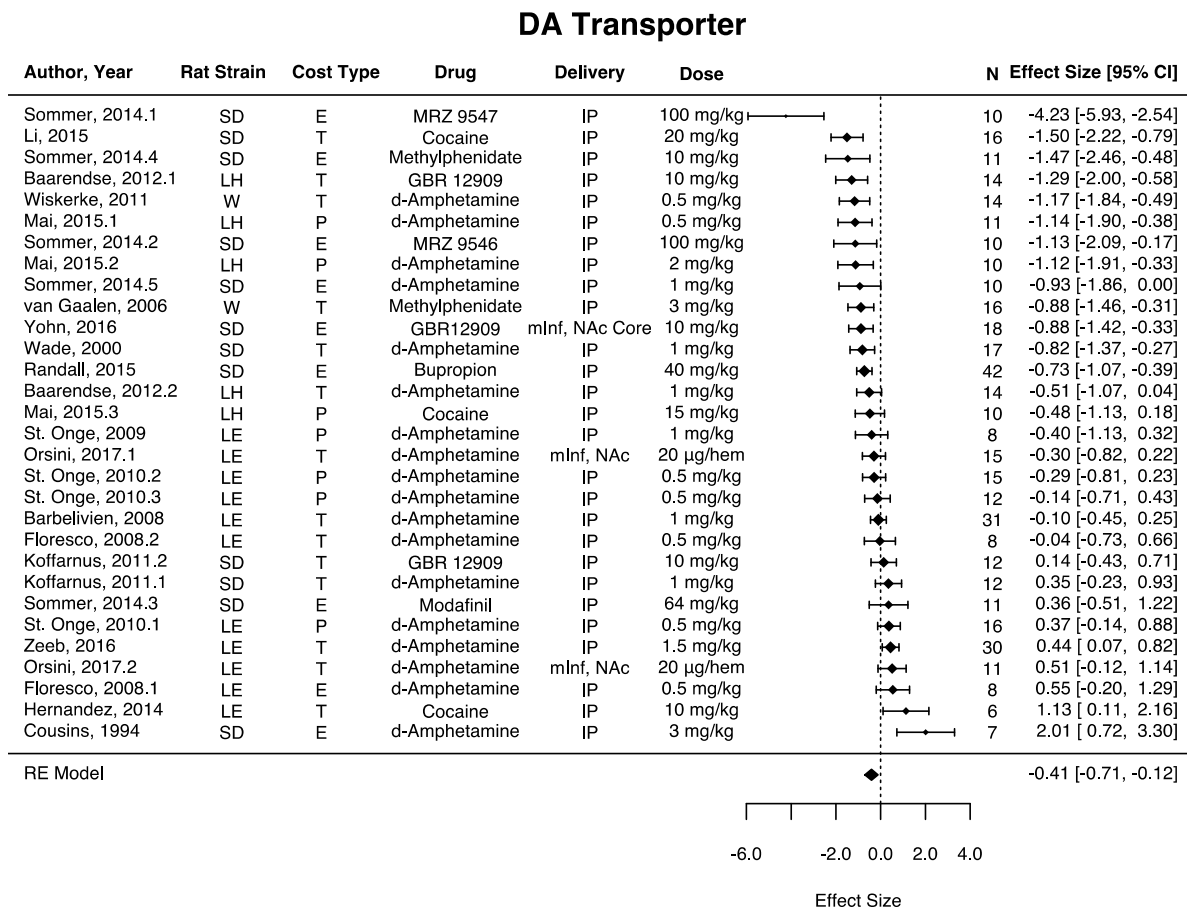 DA Transporter
Author, Year Rat Strain Cost Type Drug Delivery Dose N Effect Size [95% CI]
Sommer, 2014.1 SD E MRZ 9547 IP 100 mg/kg 10 -4.23 [-5.93, -2.54]
Li, 2015 SD T Cocaine IP 20 mg/kg 16 -1.50 [-2.22, -0.79]
Sommer, 2014.4 SD E Methylphenidate IP 10 mg/kg 11 -1.47 [-2.46, -0.48]
Baarendse, 2012.1 LH T GBR 12909 IP 10 mg/kg 14 -1.29 [-2.00, -0.58]
Wiskerke, 2011 W T d-Amphetamine IP 0.5 mg/kg 14 -1.17 [-1.84, -0.49]
Mai, 2015.1 LH P d-Amphetamine IP 0.5 mg/kg 11 -1.14 [-1.90, -0.38]
Sommer, 2014.2 SD E MRZ 9546 IP 100 mg/kg 10 -1.13 [-2.09, -0.17]
Mai, 2015.2 LH P d-Amphetamine IP 2 mg/kg 10 -1.12 [-1.91, -0.33]
Sommer, 2014.5 SD E d-Amphetamine IP 1 mg/kg 10 -0.93 [-1.86, 0.00]
van Gaalen, 2006 W T Methylphenidate IP 3 mg/kg 16 -0.88 [-1.46, -0.31]
Yohn, 2016 SD E GBR12909 mInf, NAc Core 10 mg/kg 18 -0.88 [-1.42, -0.33]
Wade, 2000 SD T d-Amphetamine IP 1 mg/kg 17 -0.82 [-1.37, -0.27]
Randall, 2015 SD E Bupropion IP 40 mg/kg 42 -0.73 [-1.07, -0.39]
Baarendse, 2012.2 LH T d-Amphetamine IP 1 mg/kg 14 -0.51 [-1.07, 0.04]
Mai, 2015.3 LH P Cocaine IP 15 mg/kg 10 -0.48 [-1.13, 0.18]
St. Onge, 2009 LE P d-Amphetamine IP 1 mg/kg 8 -0.40 [-1.13, 0.32]
Orsini, 2017.1 LE T d-Amphetamine mInf, NAc 20 µg/hem 15 -0.30 [-0.82, 0.22]
St. Onge, 2010.2 LE P d-Amphetamine IP 0.5 mg/kg 15 -0.29 [-0.81, 0.23]
St. Onge, 2010.3 LE P d-Amphetamine IP 0.5 mg/kg 12 -0.14 [-0.71, 0.43]
Barbelivien, 2008 LE T d-Amphetamine IP 1 mg/kg 31 -0.10 [-0.45, 0.25]
Floresco, 2008.2 LE T d-Amphetamine IP 0.5 mg/kg 8 -0.04 [-0.73, 0.66]
Koffarnus, 2011.2 SD T GBR 12909 IP 10 mg/kg 12 0.14 [-0.43, 0.71]
Koffarnus, 2011.1 SD T d-Amphetamine IP 1 mg/kg 12 0.35 [-0.23, 0.93]
Sommer, 2014.3 SD E Modafinil IP 64 mg/kg 11 0.36 [-0.51, 1.22]
St. Onge, 2010.1 LE P d-Amphetamine IP 0.5 mg/kg 16 0.37 [-0.14, 0.88]
Zeeb, 2016 LE T d-Amphetamine IP 1.5 mg/kg 30 0.44 [ 0.07, 0.82]
Orsini, 2017.2 LE T d-Amphetamine mInf, NAc 20 µg/hem 11 0.51 [-0.12, 1.14]
Floresco, 2008.1 LE E d-Amphetamine IP 0.5 mg/kg 8 0.55 [-0.20, 1.29]
Hernandez, 2014 LE T Cocaine IP 10 mg/kg 6 1.13 [ 0.11, 2.16]
Cousins, 1994 SD E d-Amphetamine IP 3 mg/kg 7 2.01 [ 0.72, 3.30]
RE Model -0.41 [-0.71, -0.12]
-6.0 -2.0 0.0 2.0 4.0
Effect Size